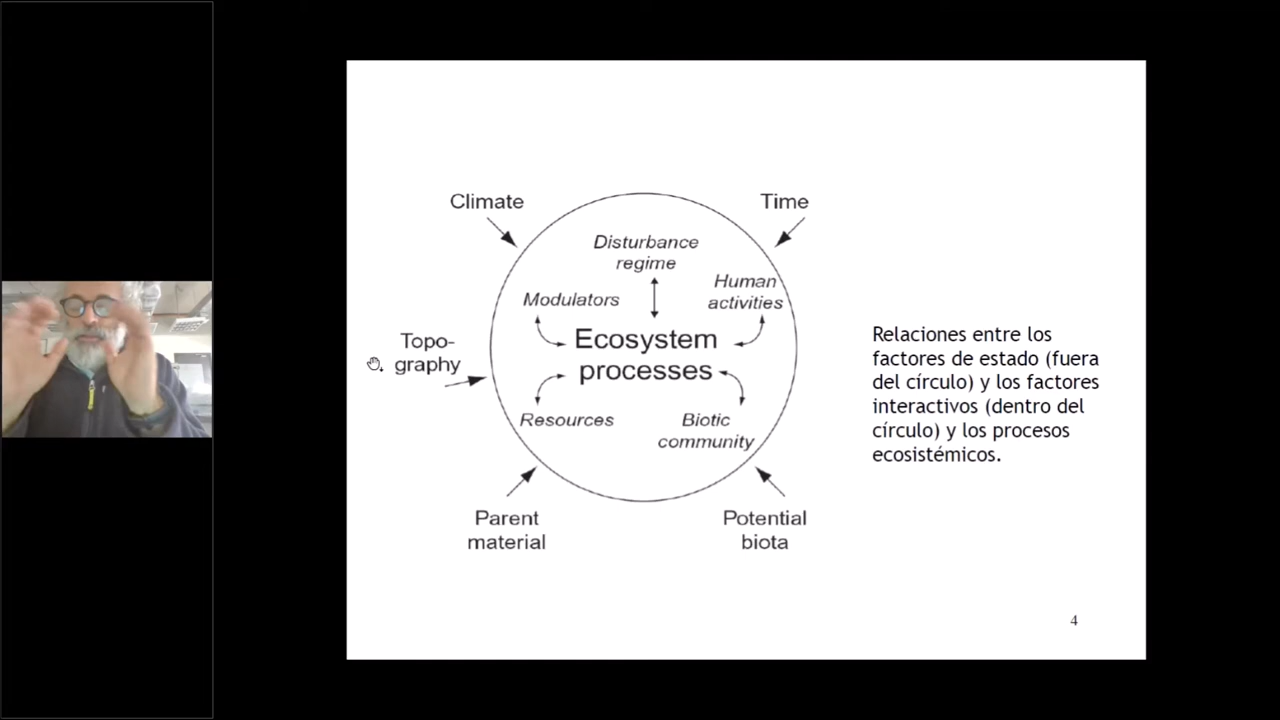 Climate
Time
Disturbance
regime
Human
activities
Modulators
Ecosystem
processes
Topo-
graphy
Resources
Biotic
community
Parent
material
Potential
biota
Relaciones entre los
factores de estado (fuera
del círculo) y los factores
interactivos (dentro del
círculo) y los procesos
ecosistémicos.
4